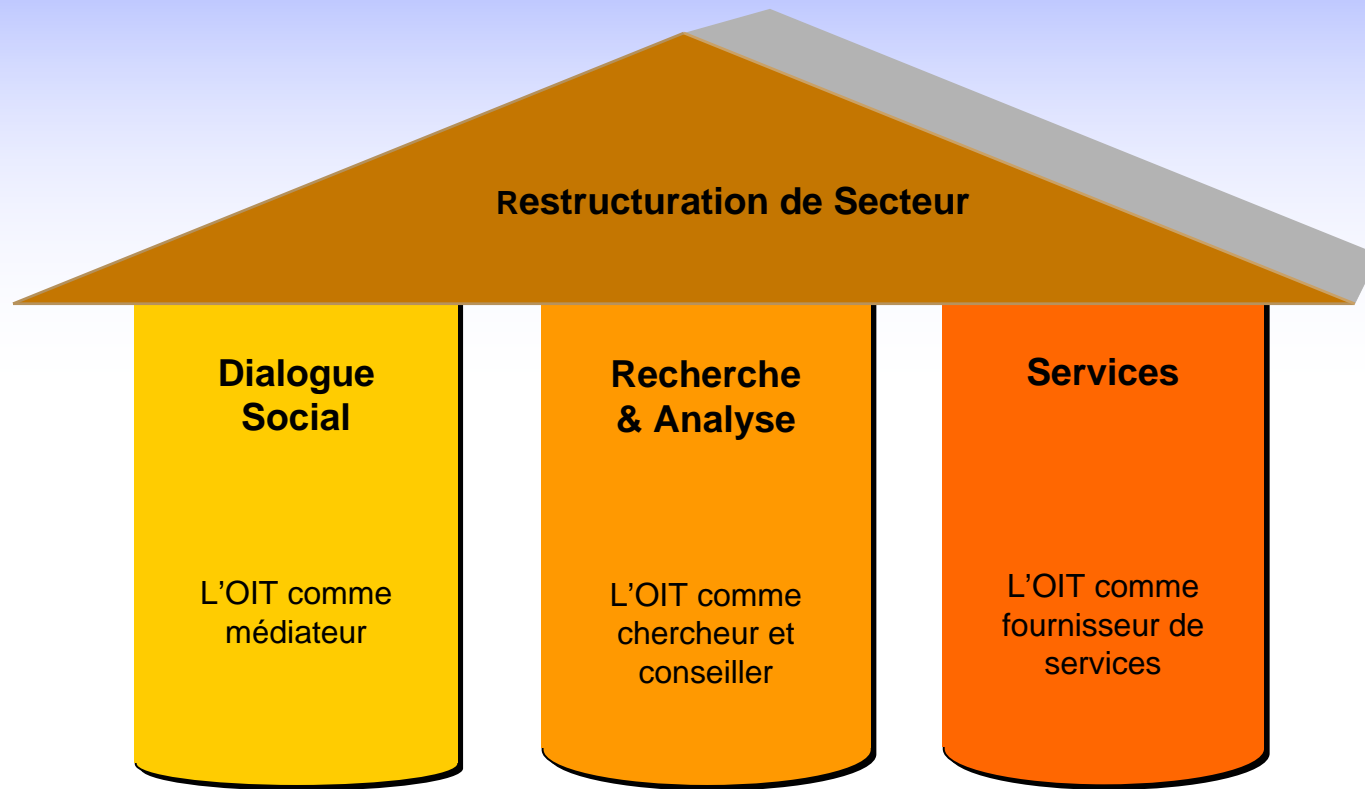 Restructuration de Secteur
Dialogue
Social
L’OIT comme
médiateur
Recherche
& Analyse
L’OIT comme
chercheur et
conseiller
Services
L’OIT comme
fournisseur de
services